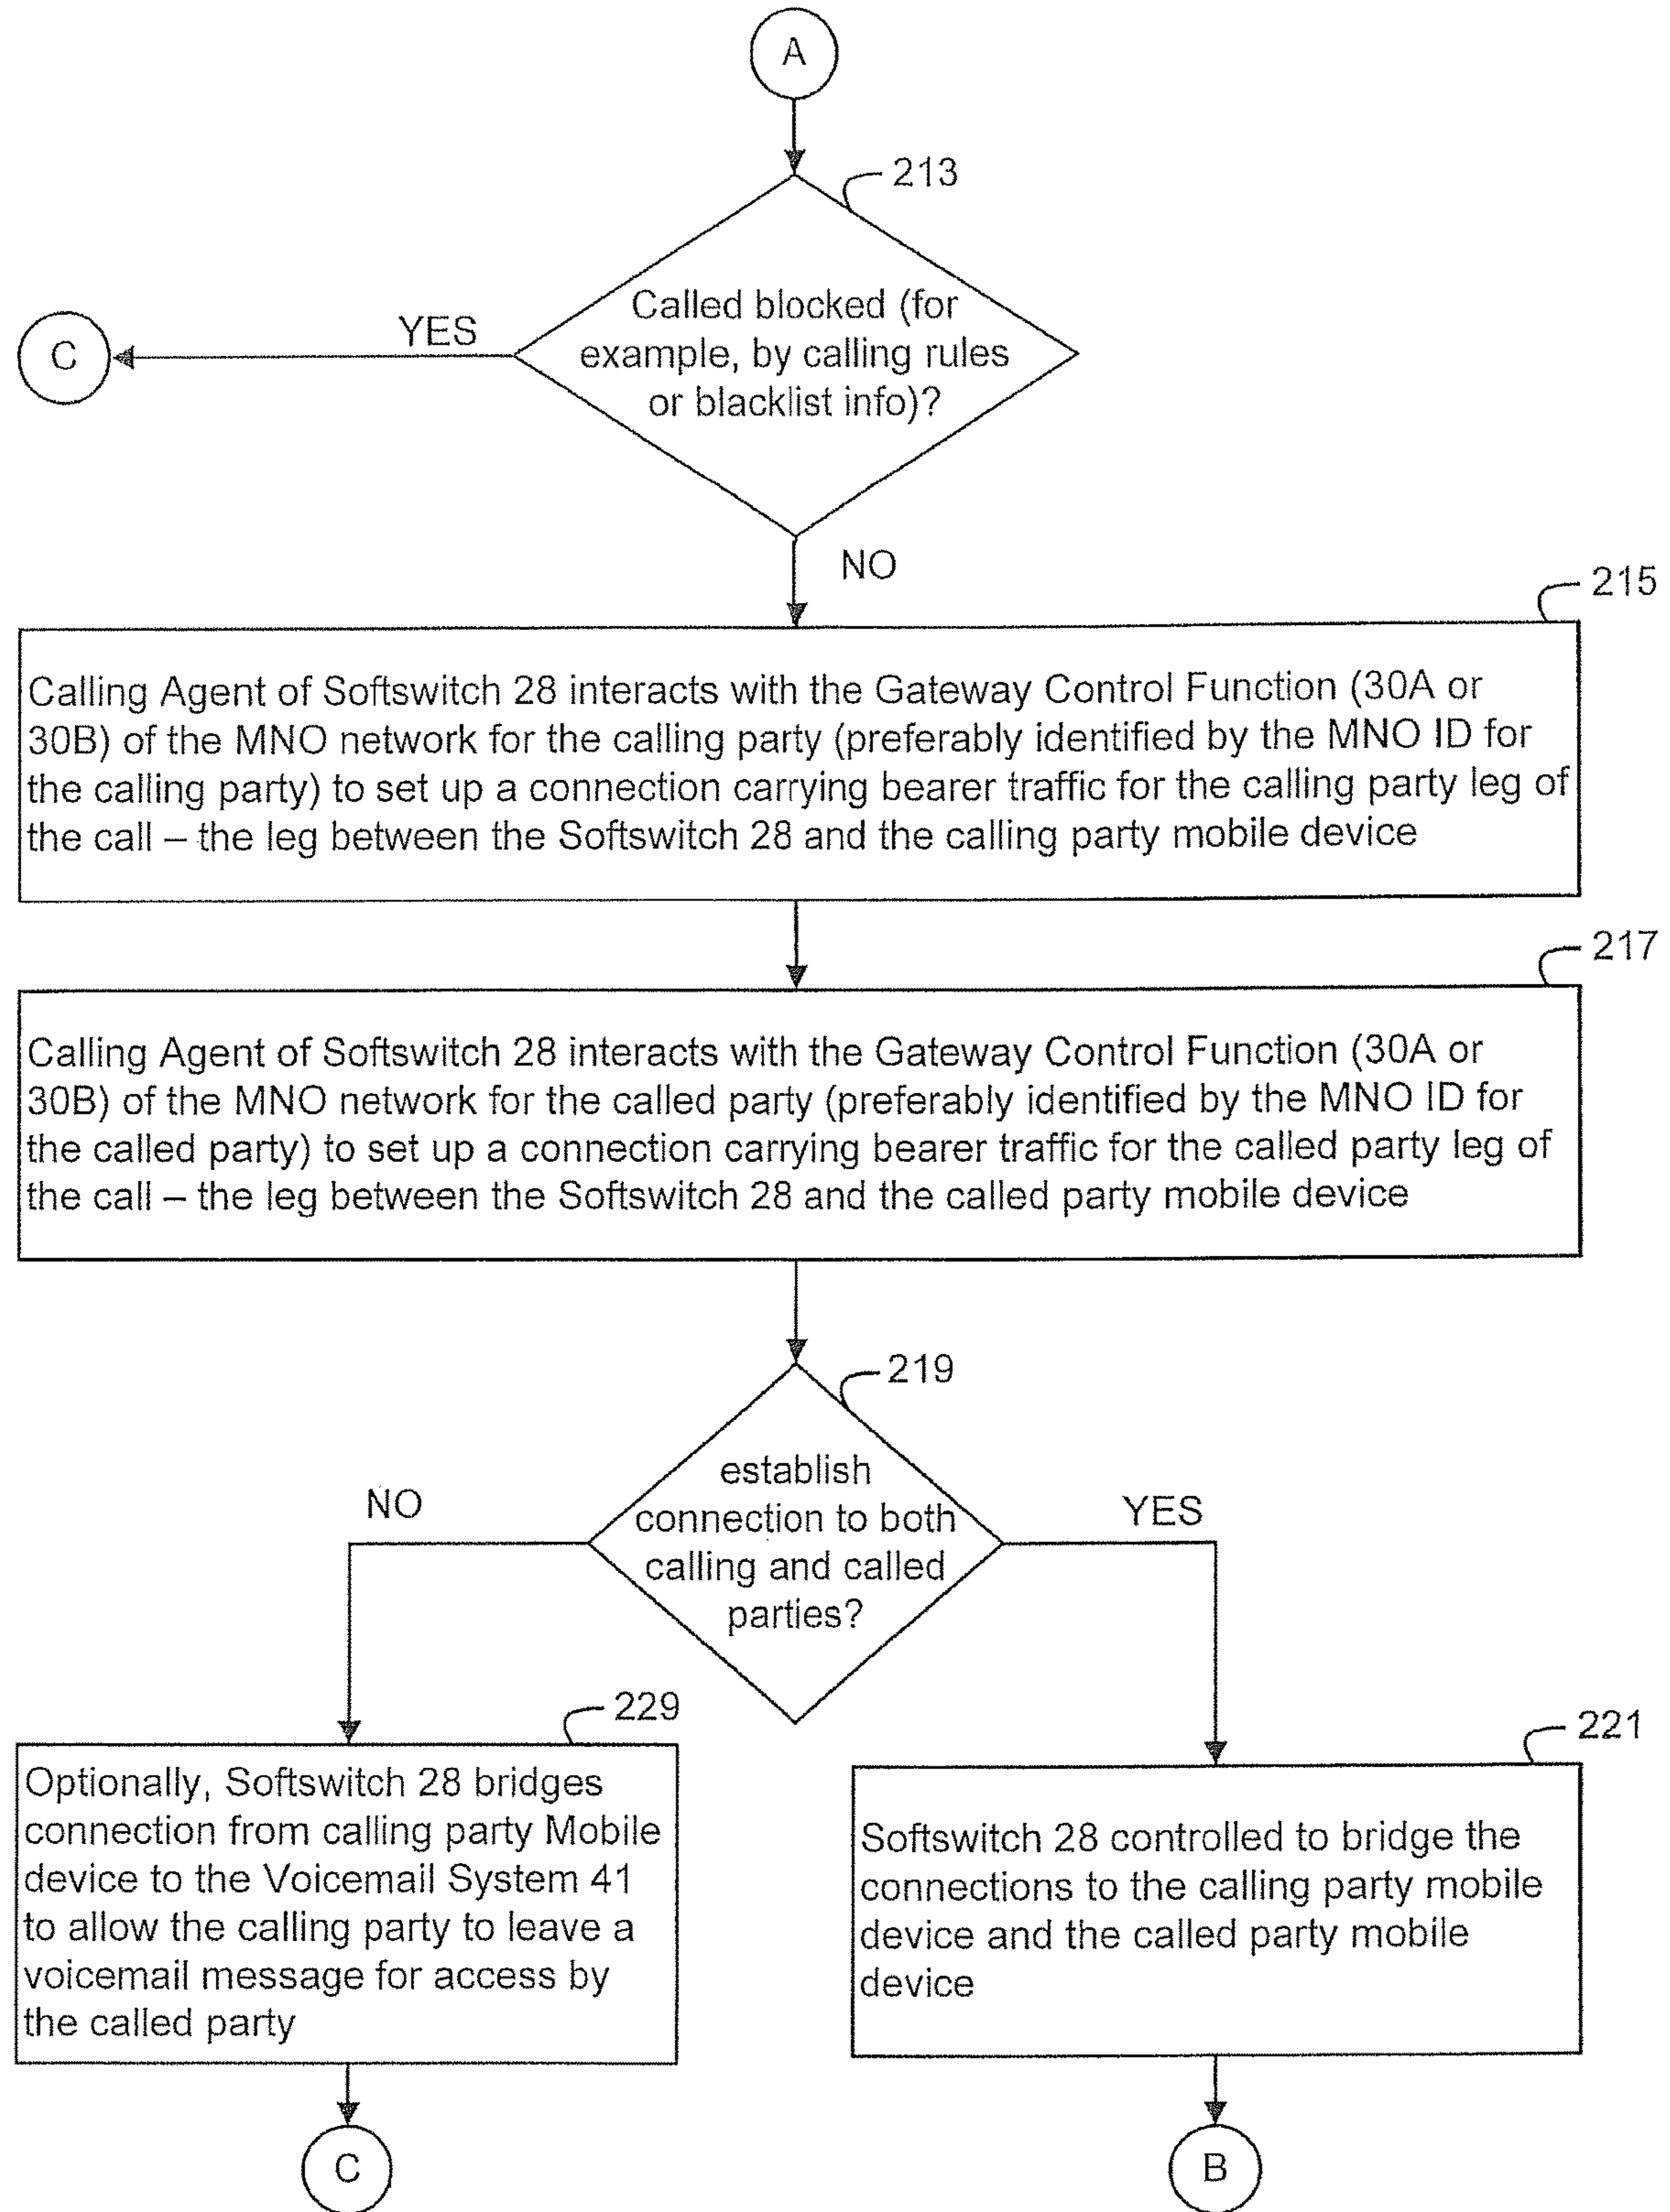 A
213
Called blocked (for
example, by calling rules
or blacklist info)?
YES
C
NO
215
Calling Agent of Softswitch 28 interacts with the Gateway Control Function (30A or
30B) of the MNO network for the calling party (preferably identified by the MNO ID for
the calling party) to set up a connection carrying bearer traffic for the calling party leg of
the call – the leg between the Softswitch 28 and the calling party mobile device
217
Calling Agent of Softswitch 28 interacts with the Gateway Control Function (30A or
30B) of the MNO network for the called party (preferably identified by the MNO ID for
the called party) to set up a connection carrying bearer traffic for the called party leg of
the call – the leg between the Softswitch 28 and the called party mobile device
219
establish
connection to both
calling and called
parties?
NO
YES
229
Optionally, Softswitch 28 bridges
connection from calling party Mobile
device to the Voicemail System 41
to allow the calling party to leave a
voicemail message for access by
the called party
221
Softswitch 28 controlled to bridge the
connections to the calling party mobile
device and the called party mobile
device
C
B